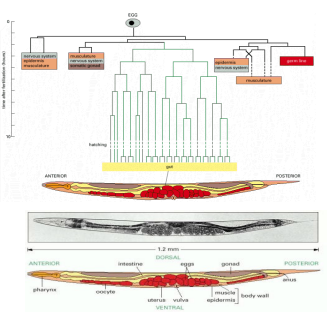 EGG
0
nervous system
epidermis
musculature
musculature
nervous system
somatic gonad
epidermis
nervous system
musculature
germ line
time after fertilization (hours)
10
hatching
gut
ANTERIOR
POSTERIOR
1.2 mm
DORSAL
ANTERIOR
intestine
eggs
gonad
POSTERIOR
anus
pharynx
oocyte
uterus
vulva
muscle
epidermis
body wall
VENTRAL